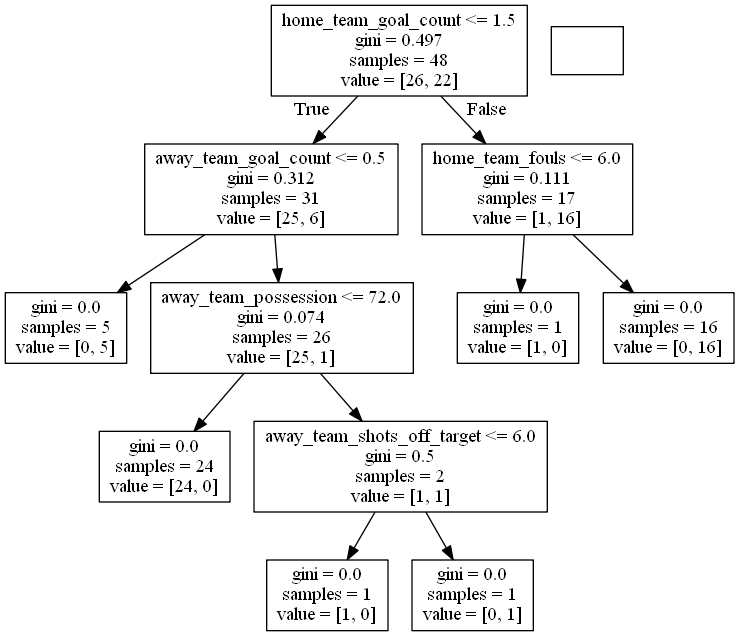 home_team_goal_count <= 1.5
gini = 0.497
samples = 48
value = [26, 22]
True
False
away_team_goal_count <= 0.5
gini = 0.312
samples = 31
value = [25, 6]
home_team_fouls <= 6.0
gini = 0.111
samples = 17
value = [1, 16]
gini = 0.0
samples = 5
value = [0, 5]
away_team_possession <= 72.0
gini = 0.074
samples = 26
value = [25, 1]
gini = 0.0
samples = 1
value = [1, 0]
gini = 0.0
samples = 16
value = [0, 16]
gini = 0.0
samples = 24
value = [24, 0]
away_team_shots_off_target <= 6.0
gini = 0.5
samples = 2
value = [1, 1]
gini = 0.0
samples = 1
value = [1, 0]
gini = 0.0
samples = 1
value = [0, 1]